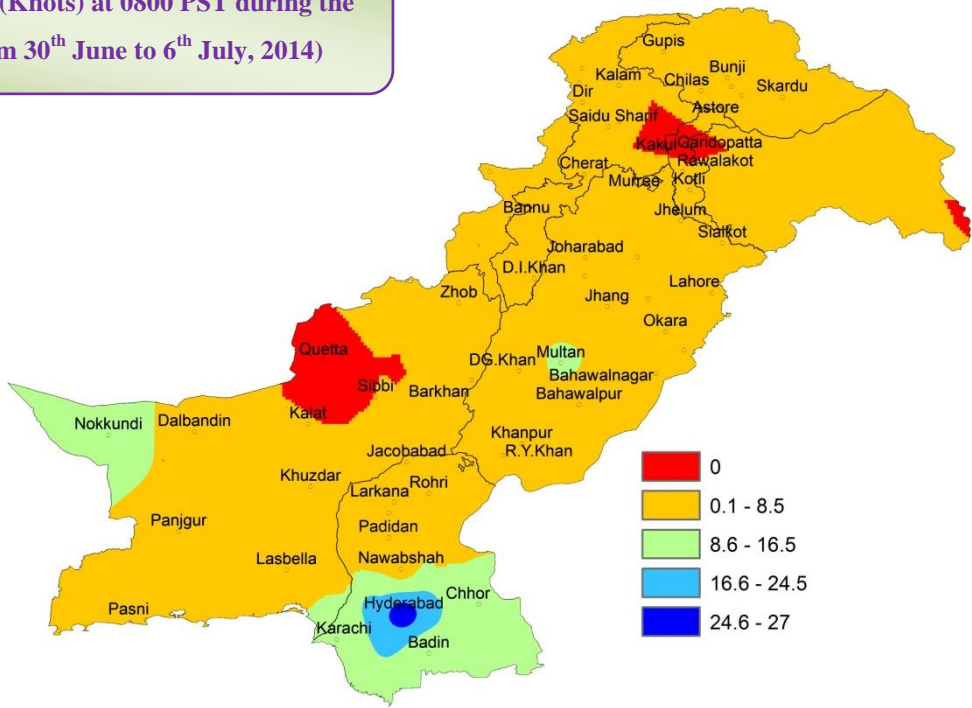 (Knots) at 0800 PST during the
m 30th June to 6th July, 2014)
Gupis
Bunji
Kalam
Chilas
Skardu
Dir
Astore
Saidu Sharif
Kakul
Garidopatta
Rawalakot
Cherat
Murree
Kotli
Bannu
Jhelum
Sialkot
Joharabad
D.I.Khan
Lahore
Zhob
Jhang
Okara
Quetta
DG.Khan
Multan
Bahawalnagar
Sibbi
Barkhan
Bahawalpur
Kalat
Nokkundi
Dalbandin
Khanpur
R.Y.Khan
Jacobabad
Khuzdar
Rohri
Larkana
Panjgur
Padidan
Lasbella
Nawabshah
Chhor
Hyderabad
Pasni
Karachi
Badin
0
0.1 - 8.5
8.6 - 16.5
16.6 - 24.5
24.6 - 27